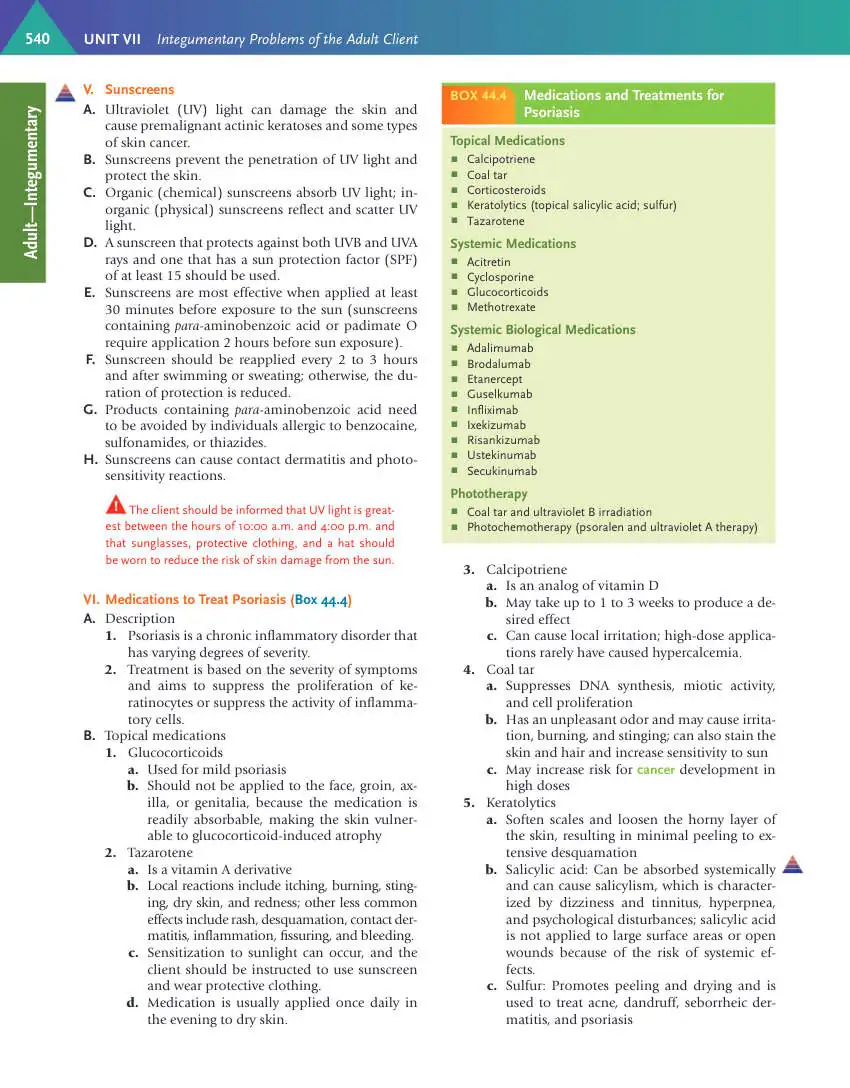 540 UNIT VII Integumentary Problems of the Adult Client
Adult—Integumentary
V. Sunscreens
A. Ultraviolet (UV) light can damage the skin and
cause premalignant actinic keratoses and some types
of skin cancer.
B. Sunscreens prevent the penetration of UV light and
protect the skin.
C. Organic (chemical) sunscreens absorb UV light; in-
organic (physical) sunscreens reflect and scatter UV
light.
D. A sunscreen that protects against both UVB and UVA
rays and one that has a sun protection factor (SPF)
of at least 15 should be used.
E. Sunscreens are most effective when applied at least
30 minutes before exposure to the sun (sunscreens
containing para-aminobenzoic acid or padimate O
require application 2 hours before sun exposure).
F. Sunscreen should be reapplied every 2 to 3 hours
and after swimming or sweating; otherwise, the du-
ration of protection is reduced.
G. Products containing para-aminobenzoic acid need
to be avoided by individuals allergic to benzocaine,
sulfonamides, or thiazides.
H. Sunscreens can cause contact dermatitis and photo-
sensitivity reactions.
! The client should be informed that UV light is great-
est between the hours of 10:00 a.m. and 4:00 p.m. and
that sunglasses, protective clothing, and a hat should
be worn to reduce the risk of skin damage from the sun.
VI. Medications to Treat Psoriasis (Box 44.4)
A. Description
1. Psoriasis is a chronic inflammatory disorder that
has varying degrees of severity.
2. Treatment is based on the severity of symptoms
and aims to suppress the proliferation of ke-
ratinocytes or suppress the activity of inflamma-
tory cells.
B. Topical medications
1. Glucocorticoids
a. Used for mild psoriasis
b. Should not be applied to the face, groin, ax-
illa, or genitalia, because the medication is
readily absorbable, making the skin vulner-
able to glucocorticoid-induced atrophy
2. Tazarotene
a. Is a vitamin A derivative
b. Local reactions include itching, burning, sting-
ing, dry skin, and redness; other less common
effects include rash, desquamation, contact der-
matitis, inflammation, fissuring, and bleeding.
c. Sensitization to sunlight can occur, and the
client should be instructed to use sunscreen
and wear protective clothing.
d. Medication is usually applied once daily in
the evening to dry skin.
BOX 44.4 Medications and Treatments for
Psoriasis
Topical Medications
■ Calcipotriene
■ Coal tar
■ Corticosteroids
■ Keratolytics (topical salicylic acid; sulfur)
■ Tazarotene
Systemic Medications
■ Acitretin
■ Cyclosporine
■ Glucocorticoids
■ Methotrexate
Systemic Biological Medications
■ Adalimumab
■ Brodalumab
■ Etanercept
■ Guselkumab
■ Infliximab
■ Ixekizumab
■ Risankizumab
■ Ustekinumab
■ Secukinumab
Phototherapy
■ Coal tar and ultraviolet B irradiation
■ Photochemotherapy (psoralen and ultraviolet A therapy)
3. Calcipotriene
a. Is an analog of vitamin D
b. May take up to 1 to 3 weeks to produce a de-
sired effect
c. Can cause local irritation; high-dose applica-
tions rarely have caused hypercalcemia.
4. Coal tar
a. Suppresses DNA synthesis, miotic activity,
and cell proliferation
b. Has an unpleasant odor and may cause irrita-
tion, burning, and stinging; can also stain the
skin and hair and increase sensitivity to sun
c. May increase risk for cancer development in
high doses
5. Keratolytics
a. Soften scales and loosen the horny layer of
the skin, resulting in minimal peeling to ex-
tensive desquamation
b. Salicylic acid: Can be absorbed systemically
and can cause salicylism, which is character-
ized by dizziness and tinnitus, hyperpnea,
and psychological disturbances; salicylic acid
is not applied to large surface areas or open
wounds because of the risk of systemic ef-
fects.
c. Sulfur: Promotes peeling and drying and is
used to treat acne, dandruff, seborrheic der-
matitis, and psoriasis